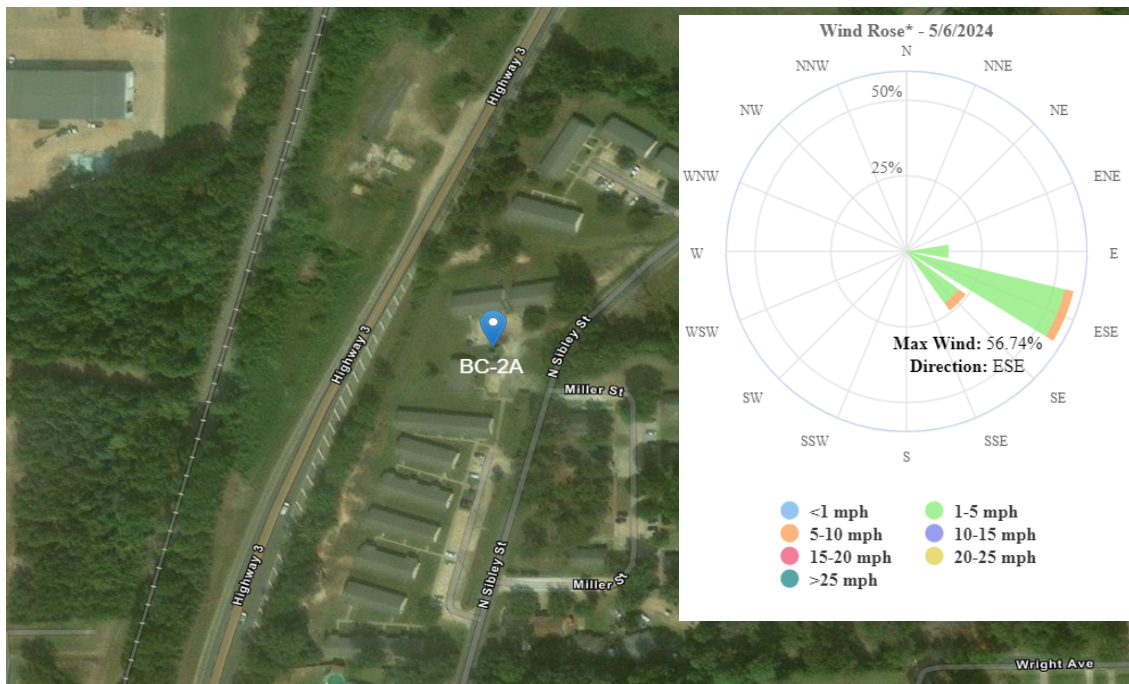 Highway 3
Highway 3
Highway 3
BC-2A
N Sibley St
Miller St
N Sibley St
Miller St
Wright Ave
Wind Rose* - 5/6/2024
N
NNW
NNE
50%
NW
NE
25%
WNW
ENE
W
E
WSW
ESE
Max Wind: 56.74%
Direction: ESE
SW
SE
SSW
SSE
S
<1 mph
1-5 mph
5-10 mph
10-15 mph
15-20 mph
20-25 mph
>25 mph